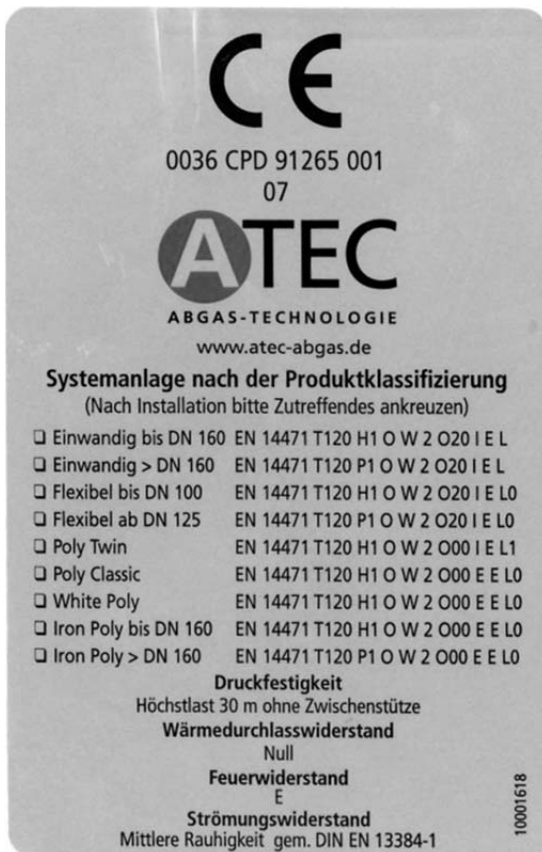 CE
0036 CPD 91265 001
07
ATEC
ABGAS-TECHNOLOGIE
www.atec-abgas.de
Systemanlage nach der Produktklassifizierung
(Nach Installation bitte Zutreffendes ankreuzen)
❑ Einwandig bis DN 160 EN 14471 T120 H1 O W 2 O20 I E L
❑ Einwandig > DN 160 EN 14471 T120 P1 O W 2 O20 I E L
❑ Flexibel bis DN 100 EN 14471 T120 H1 O W 2 O20 I E L0
❑ Flexibel ab DN 125 EN 14471 T120 P1 O W 2 O20 I E L0
❑ Poly Twin EN 14471 T120 H1 O W 2 O00 I E L1
❑ Poly Classic EN 14471 T120 H1 O W 2 O00 E E L0
❑ White Poly EN 14471 T120 H1 O W 2 O00 E E L0
❑ Iron Poly bis DN 160 EN 14471 T120 H1 O W 2 O00 E E L0
❑ Iron Poly > DN 160 EN 14471 T120 P1 O W 2 O00 E E L0
Druckfestigkeit
Höchstlast 30 m ohne Zwischenstütze
Wärmedurchlasswiderstand
Null
Feuerwiderstand
E
Strömungswiderstand
Mittlere Rauhigkeit gem. DIN EN 13384-1
10001618